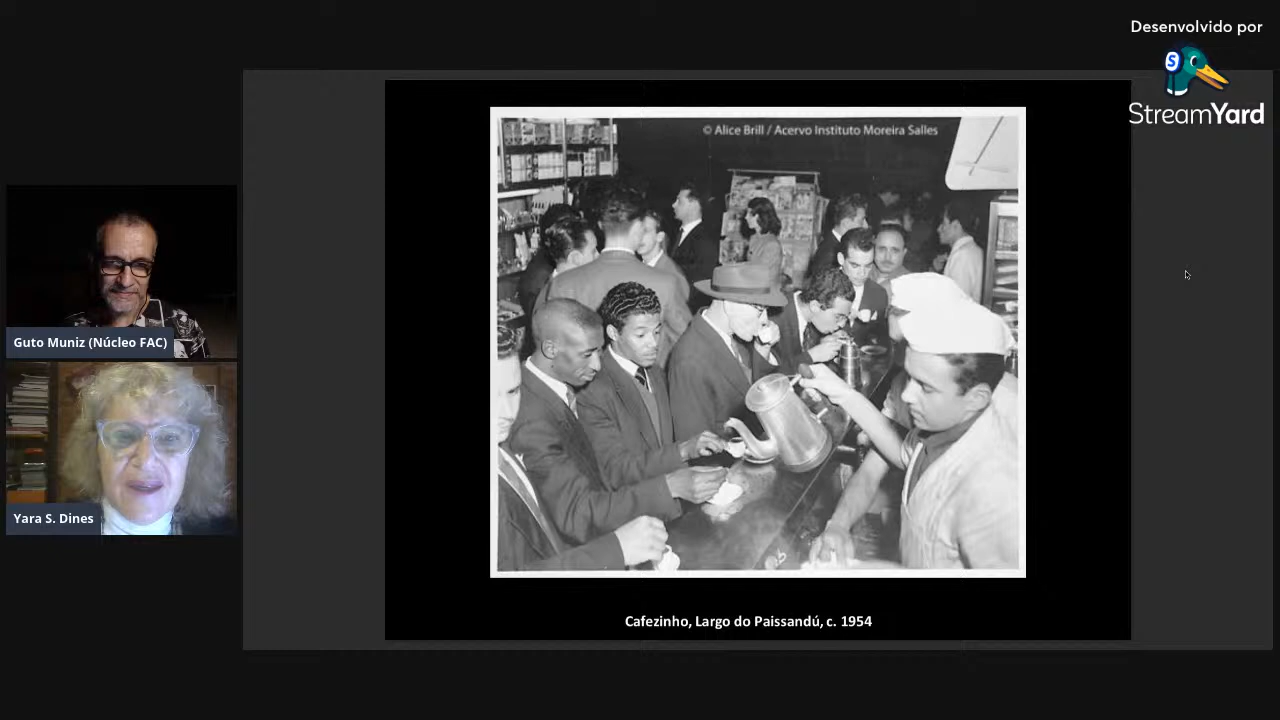 Desenvolvido por
StreamYard
© Alice Brill / Acervo Instituto Moreira Salles
Guto Muniz (Núcleo FAC)
Yara S. Dines
Cafezinho, Largo do Paissandú, c. 1954